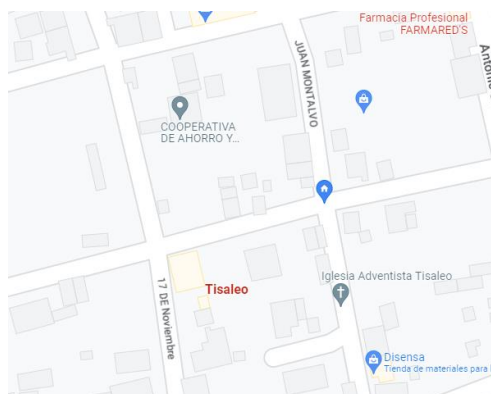 Farmacia Profesional
FARMARED'S
JUAN MONTALVO
COOPERATIVA
DE AHORRO Y...
Tisaleo
17 DE Noviembre
Iglesia Adventista Tisaleo
Disensa
Tienda de materiales para